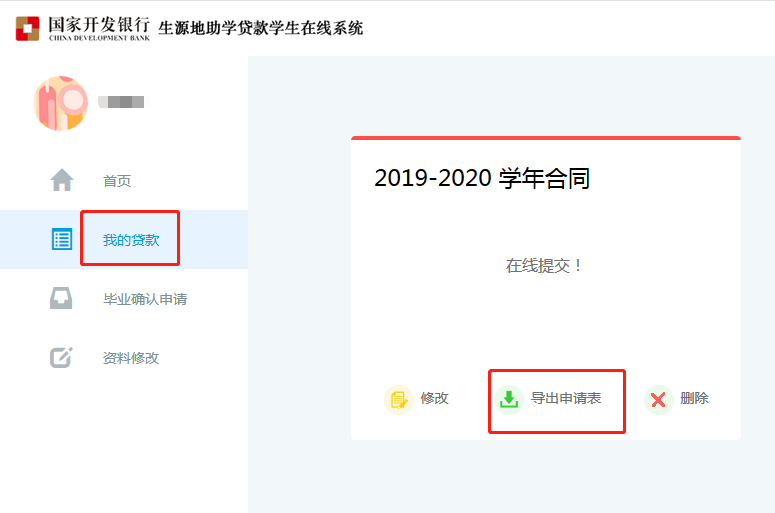 国家开发银行 生源地助学贷款学生在线系统
CHINA DEVELOPMENT BANK
首页
我的贷款
毕业确认申请
资料修改
2019-2020 学年合同
在线提交！
修改 导出申请表 删除